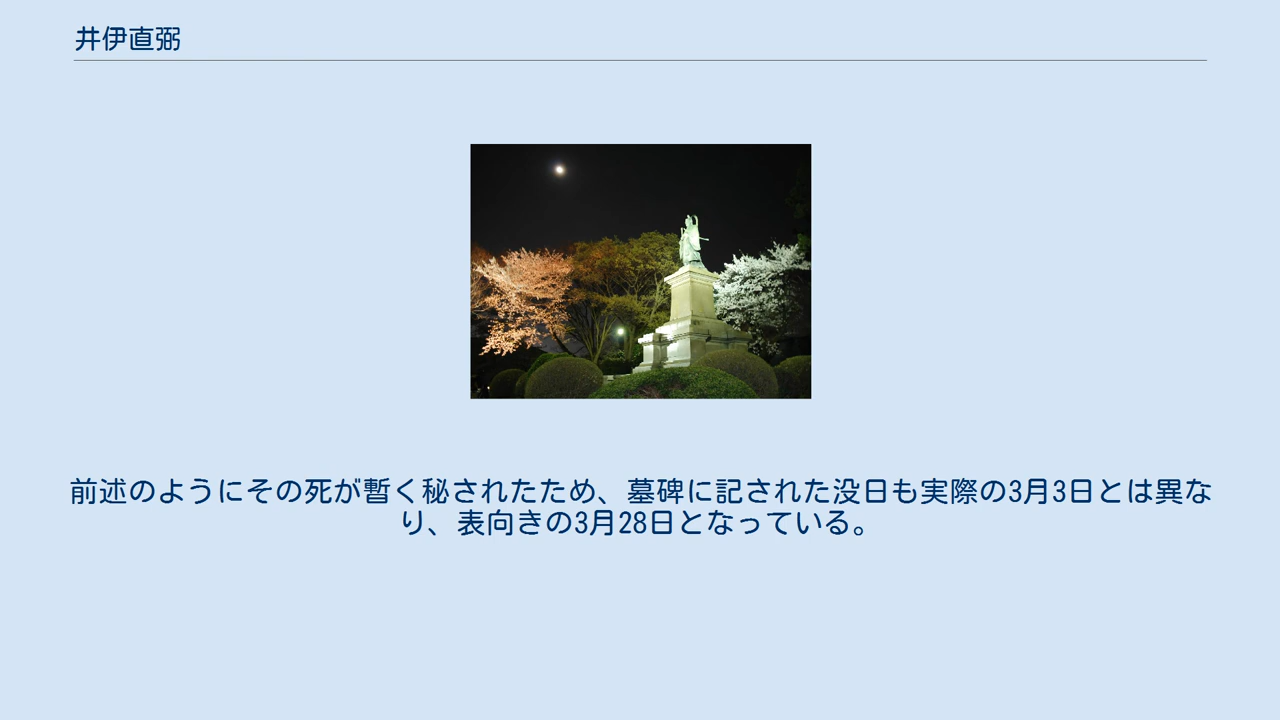 井伊直弼
前述のようにその死が暫く秘されたため、墓碑に記された没日も実際の3月3日とは異な
り、表向きの3月28日となっている。